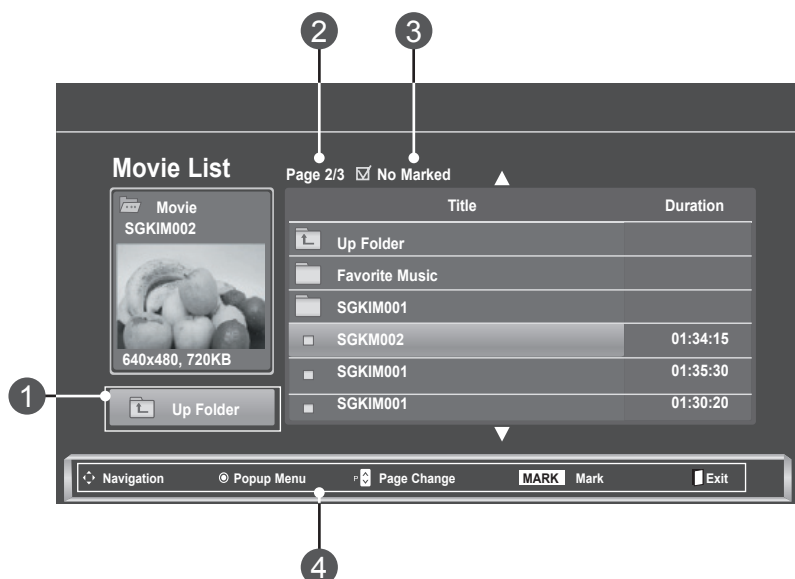 2 3
Movie List
Page 2/3 No Marked
Movie
SGKIM002
640x480, 720KB
1
Up Folder
Title Duration
Up Folder
Favorite Music
SGKIM001
SGKM002 01:34:15
SGKIM001 01:35:30
SGKIM001 01:30:20
Navigation Popup Menu P Page Change MARK Mark Exit
4